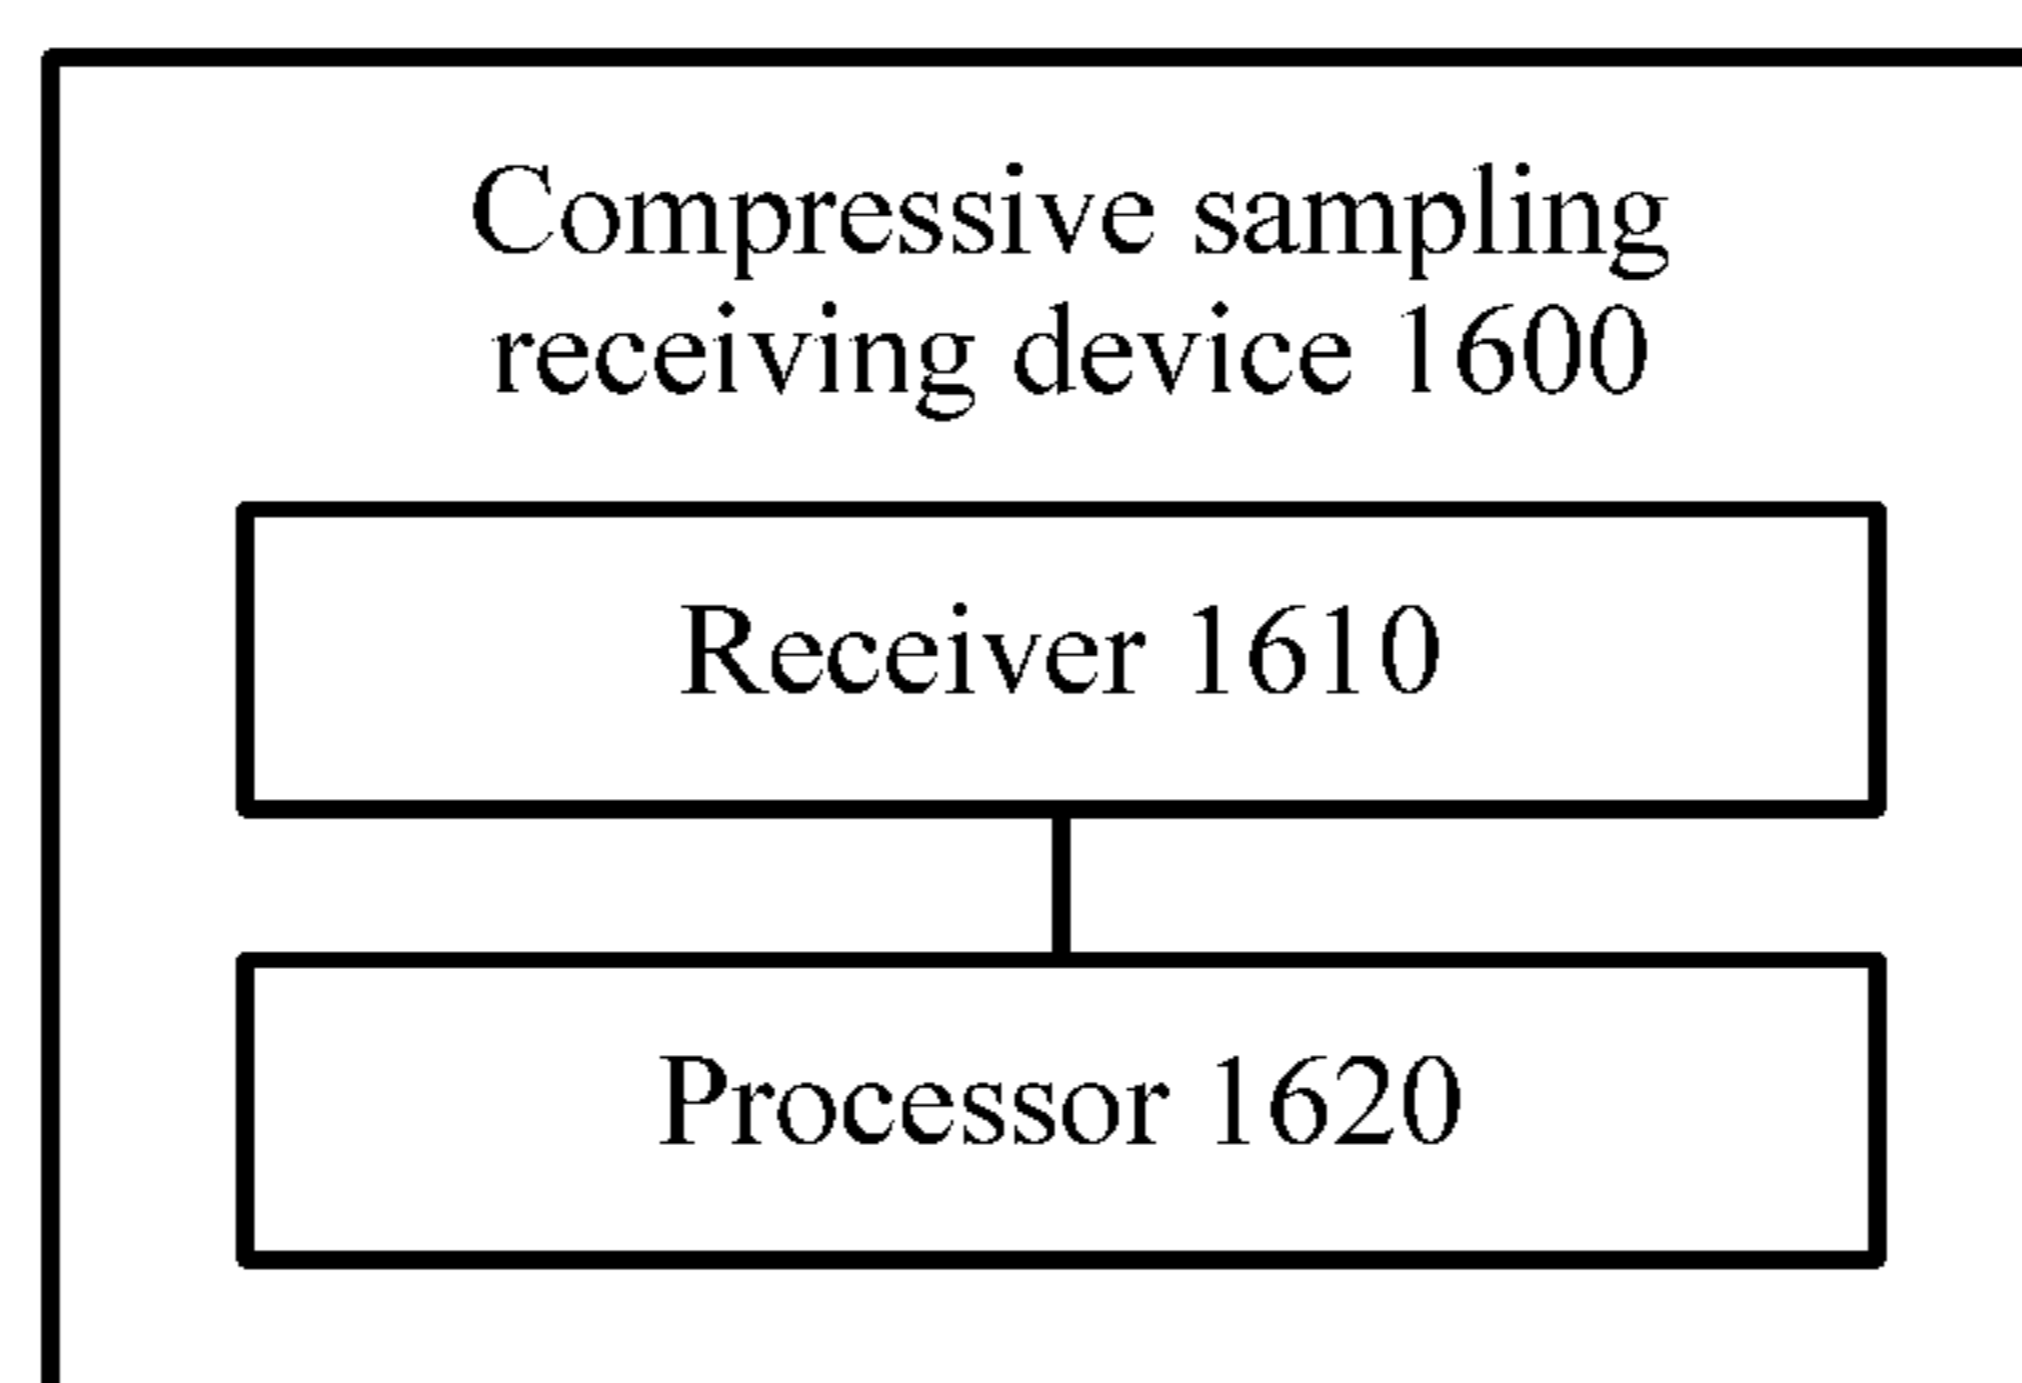 Compressive sampling
receiving device 1600
Receiver 1610
Processor 1620